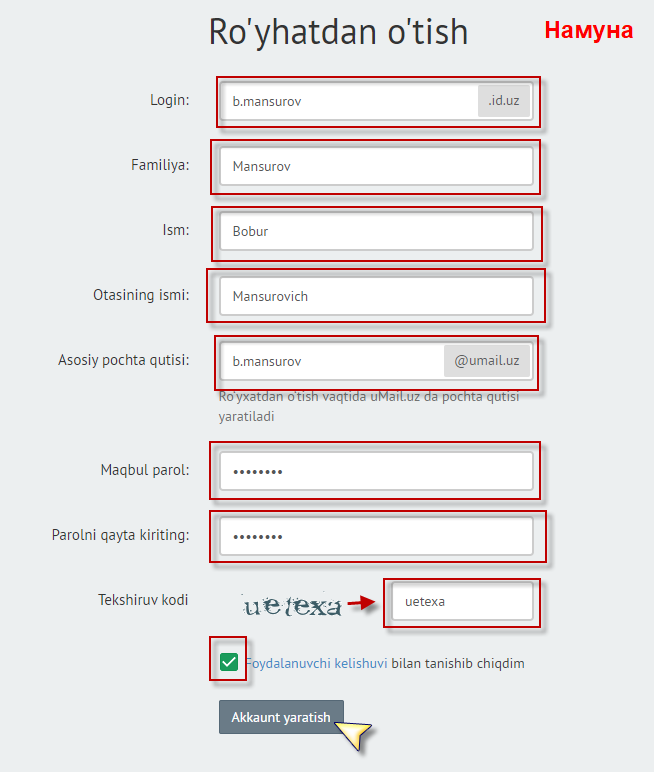 Ro'yhatdan o'tish
Намуна
Login:
b.mansurov
.id.uz
Familiya:
Mansurov
Ism:
Bobur
Otasining ismi:
Mansurovich
Asosiy pochta qutisi:
b.mansurov
@umail.uz
Ro'yxatdan o'tish vaqtida uMail.uz da pochta qutisi
yaratiladi
Maqbul parol:
••••••••
Parolni qayta kiriting:
••••••••
Tekshiruv kodi
uetexa
uetexa
Foydalanuvchi kelishuvi bilan tanishib chiqdim
Akkaunt yaratish